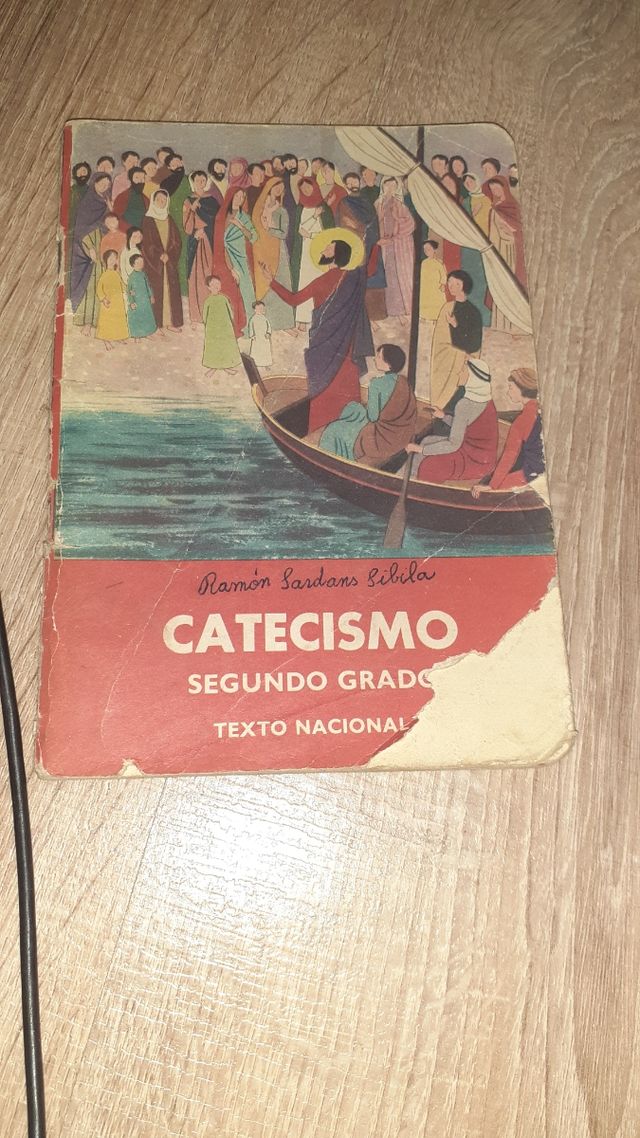 Ramón Sardans Sibila
CATECISMO
SEGUNDO GRADO
TEXTO NACIONAL